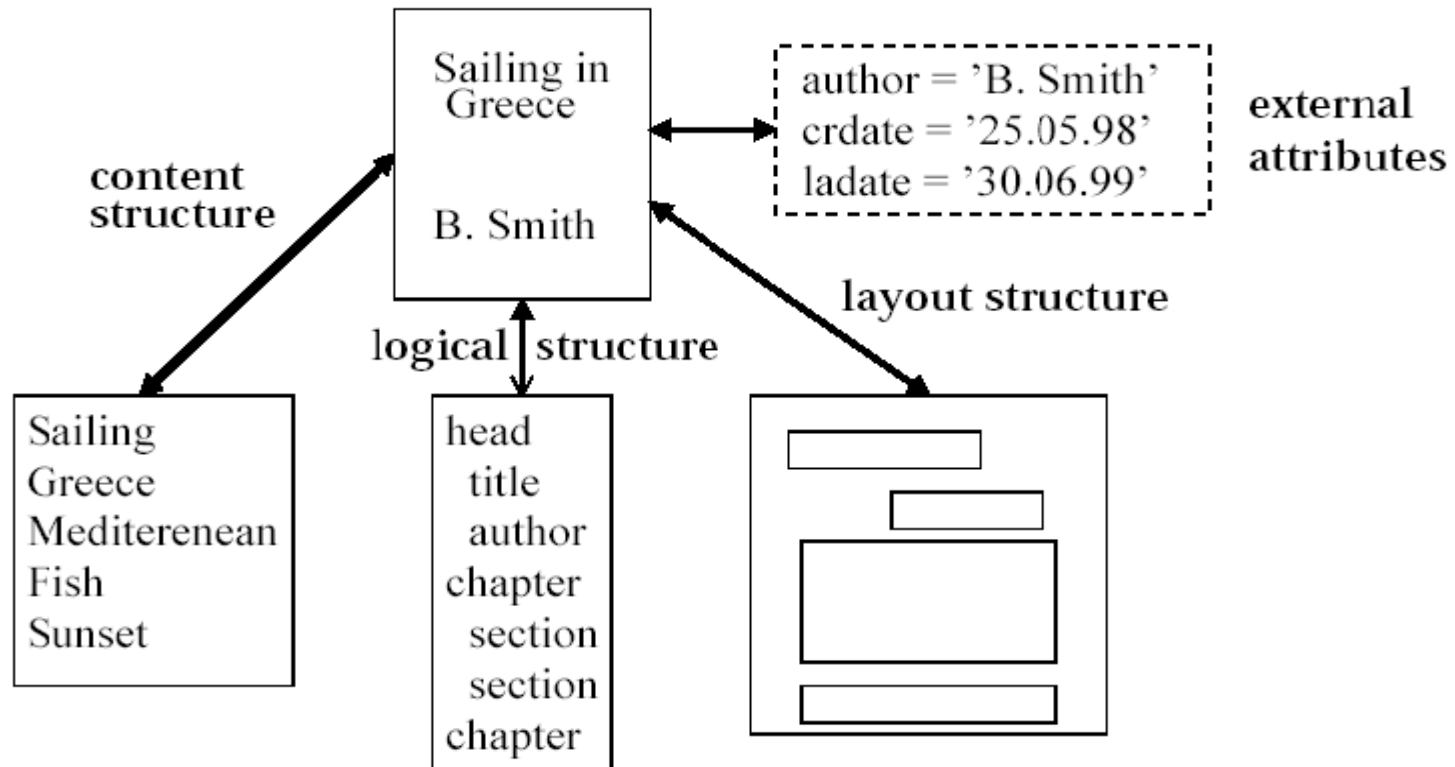 Sailing in
Greece
B. Smith
author = ’B. Smith’
crdate = ’25.05.98’
ladate = ’30.06.99’
external
attributes
content
structure
logical structure
layout structure
Sailing
Greece
Mediterenean
Fish
Sunset
head
title
author
chapter
section
section
chapter